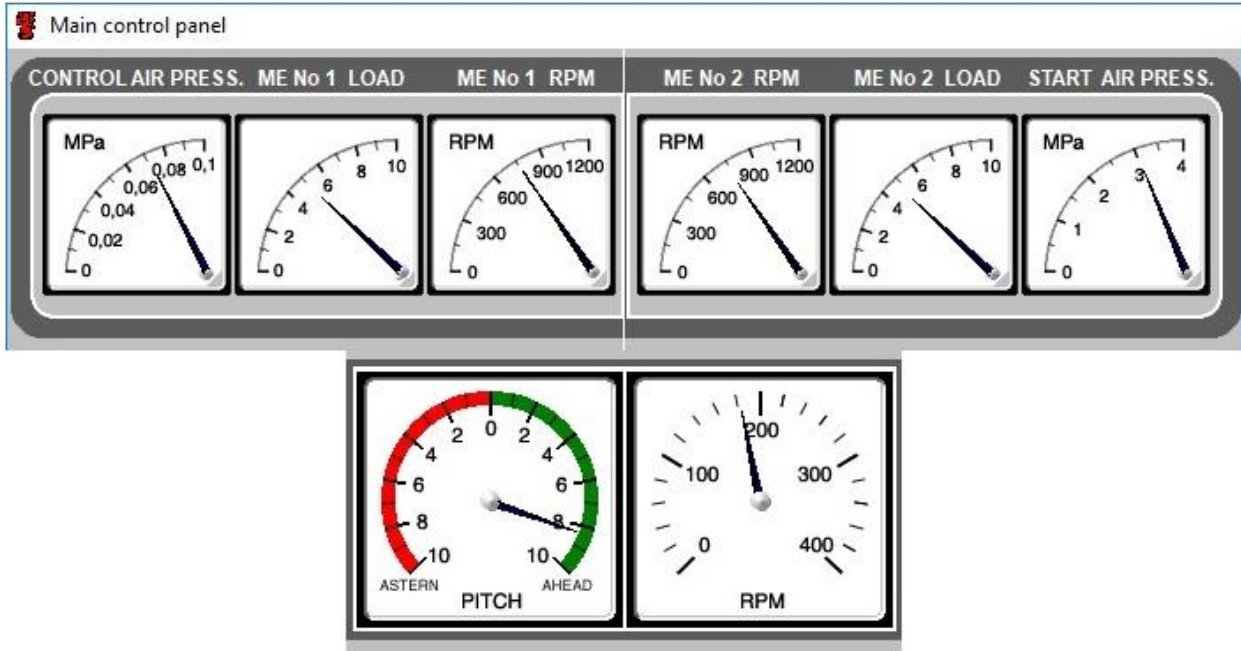 Main control panel
CONTROL AIR PRESS. ME No 1 LOAD ME No 1 RPM ME No 2 RPM ME No 2 LOAD START AIR PRESS.
MPa 0 0,02 0,04 0,06 0,08 0,1
0 2 4 6 8 10
RPM 0 300 600 900 1200
RPM 0 300 600 900 1200
0 2 4 6 8 10
MPa 0 1 2 3 4
10 8 6 4 2 0 2 4 6 8 10
ASTERN AHEAD
PITCH
0 100 200 300 400
RPM